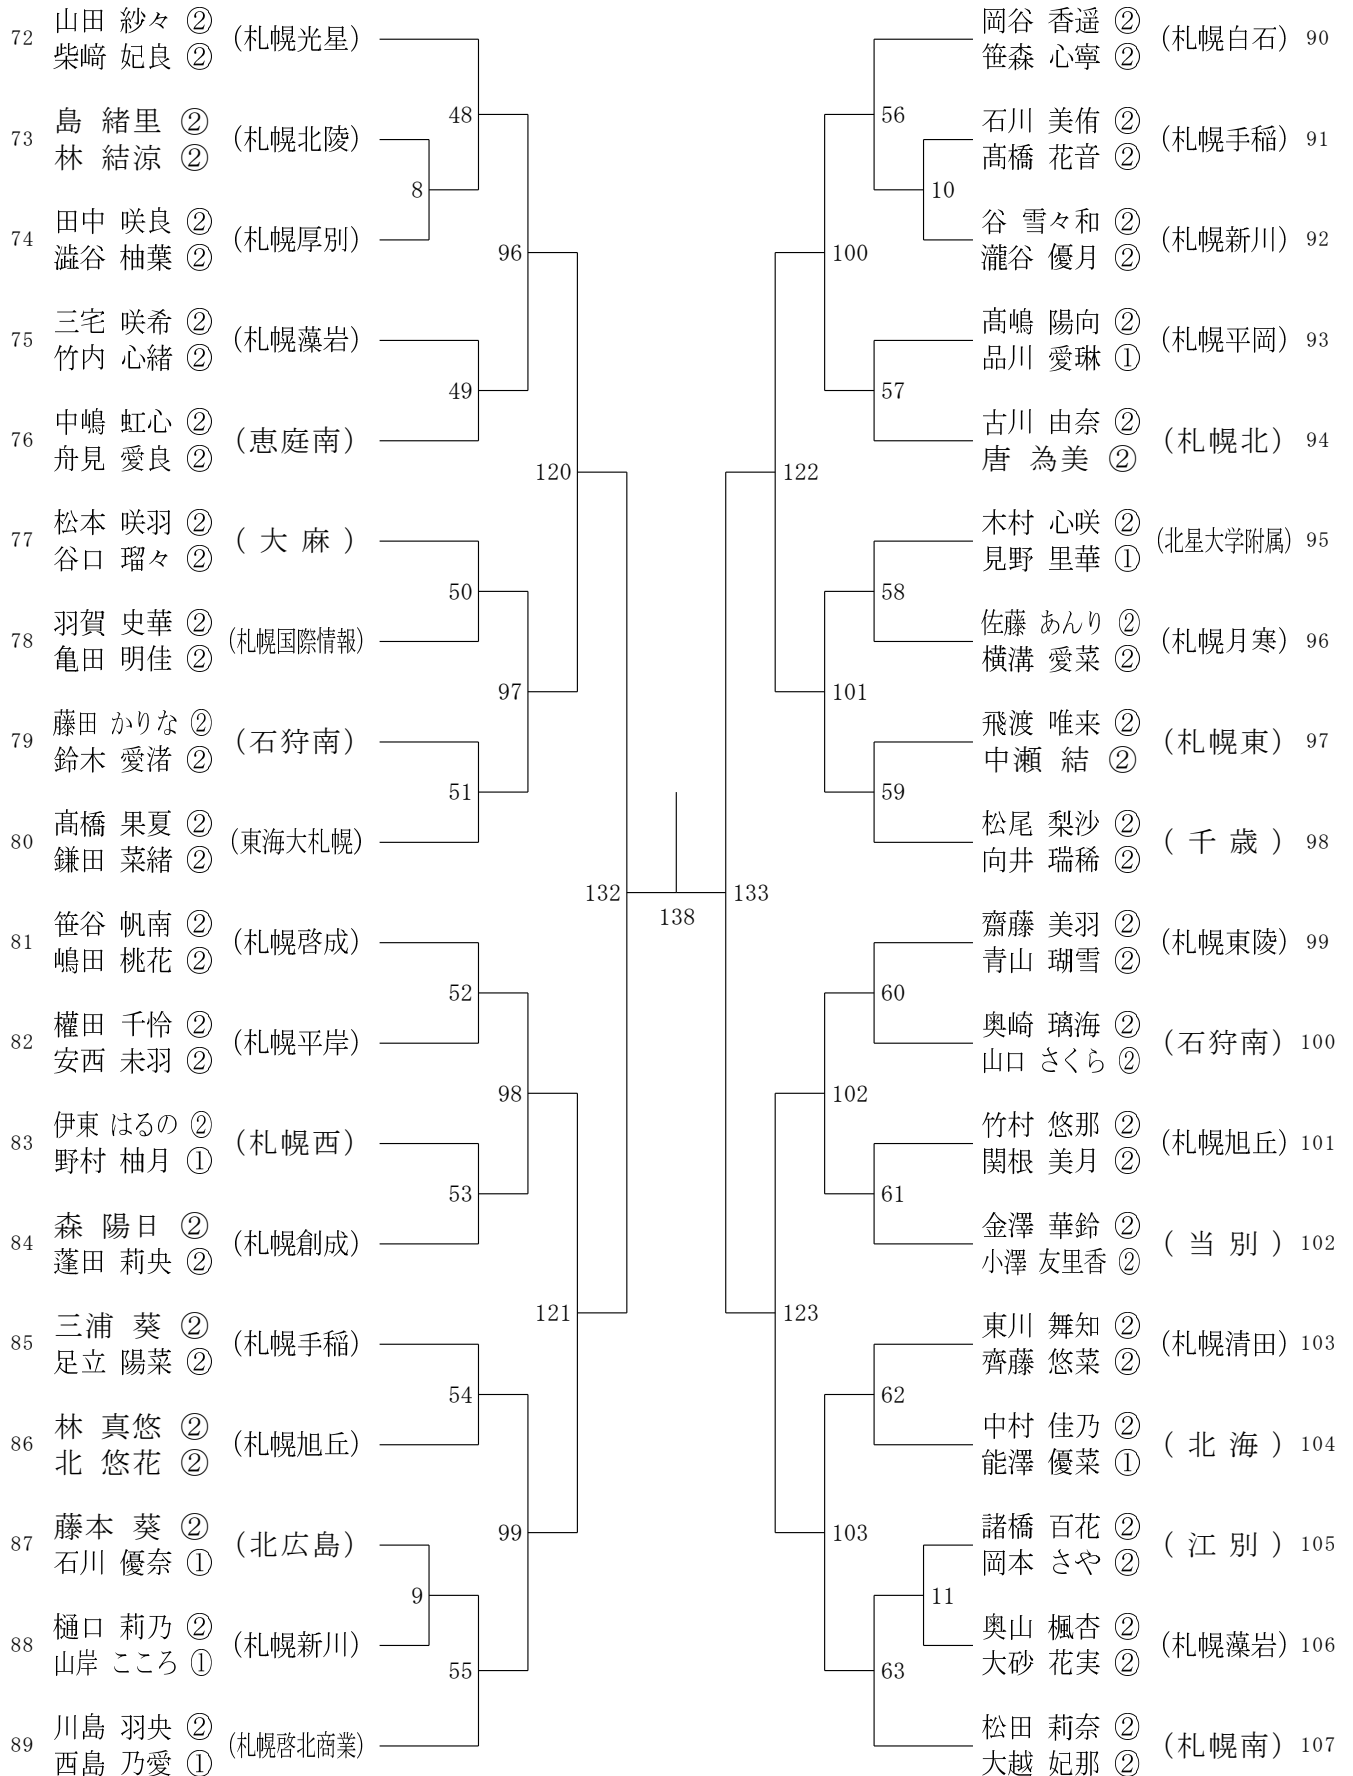 山田 紗々 ②
72 (札幌光星)
柴﨑 妃良 ②
48
島 緒里 ②
73 (札幌北陵)
林 結涼 ②
8
田中 咲良 ②
74 (札幌厚別)
澁谷 柚葉 ②
96
三宅 咲希 ②
75 (札幌藻岩)
竹内 心緒 ②
49
中嶋 虹心 ②
76 (恵庭南)
舟見 愛良 ②
120
松本 咲羽 ②
77 (大麻)
谷口 瑠々 ②
50
羽賀 史華 ②
78 (札幌国際情報)
亀田 明佳 ②
97
藤田 かりな ②
79 (石狩南)
鈴木 愛渚 ②
51
髙橋 果夏 ②
80 (東海大札幌)
鎌田 菜緒 ②
132
笹谷 帆南 ②
81 (札幌啓成)
嶋田 桃花 ②
52
権田 千怜 ②
82 (札幌平岸)
安西 未羽 ②
98
伊東 はるの ②
83 (札幌西)
野村 柚月 ①
53
森 陽日 ②
84 (札幌創成)
蓬田 莉央 ②
121
三浦 葵 ②
85 (札幌手稲)
足立 陽菜 ②
54
林 真悠 ②
86 (札幌旭丘)
北 悠花 ②
99
藤本 葵 ②
87 (北広島)
石川 優奈 ①
9
樋口 莉乃 ②
88 (札幌新川)
山岸 こころ ①
55
川島 羽央 ②
89 (札幌啓北商業)
西島 乃愛 ①
138
岡谷 香遥 ②
(札幌白石) 90
笹森 心寧 ②
56
石川 美侑 ②
(札幌手稲) 91
髙橋 花音 ②
10
谷 雪々和 ②
(札幌新川) 92
瀧谷 優月 ②
100
髙嶋 陽向 ②
(札幌平岡) 93
品川 愛琳 ①
57
古川 由奈 ②
(札幌北) 94
唐 為美 ②
122
木村 心咲 ②
(北星大学附属) 95
見野 里華 ①
58
佐藤 あんり ②
(札幌月寒) 96
横溝 愛菜 ②
101
飛渡 唯来 ②
(札幌東) 97
中瀬 結 ②
59
松尾 梨沙 ②
(千歳) 98
向井 瑞稀 ②
133
齋藤 美羽 ②
(札幌東陵) 99
青山 瑚雪 ②
60
奥崎 璃海 ②
(石狩南) 100
山口 さくら ②
102
竹村 悠那 ②
(札幌旭丘) 101
関根 美月 ②
61
金澤 華鈴 ②
(当別) 102
小澤 友里香 ②
123
東川 舞知 ②
(札幌清田) 103
齊藤 悠菜 ②
62
中村 佳乃 ②
(北海) 104
能澤 優菜 ①
103
諸橋 百花 ②
(江別) 105
岡本 さや ②
11
奥山 楓杏 ②
(札幌藻岩) 106
大砂 花実 ②
63
松田 莉奈 ②
(札幌南) 107
大越 妃那 ②